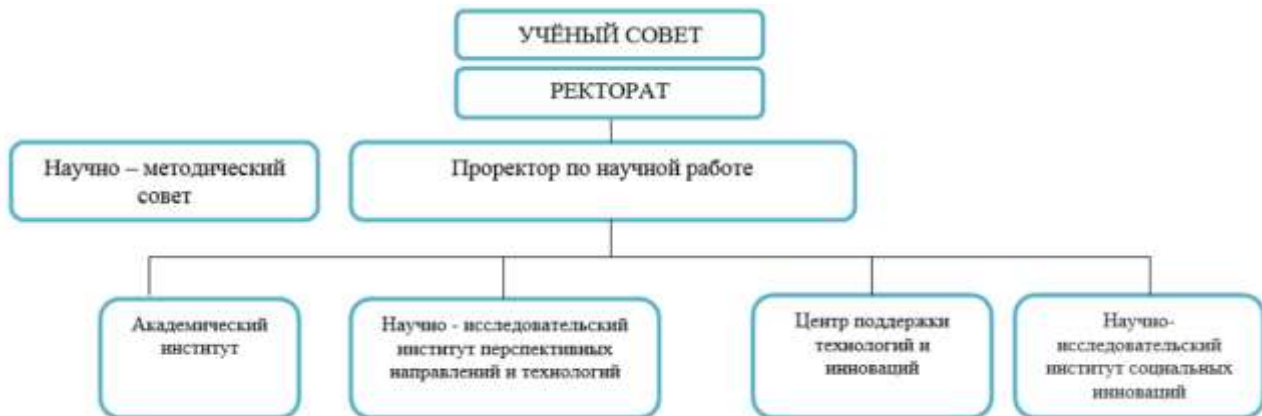 УЧЁНЫЙ СОВЕТ
РЕКТОРАТ
Научно – методический
совет
Проректор по научной работе
Академический
институт
Научно - исследовательский
институт перспективных
направлений и технологий
Центр поддержки
технологий и
инноваций
Научно-
исследовательский
институт социальных
инноваций